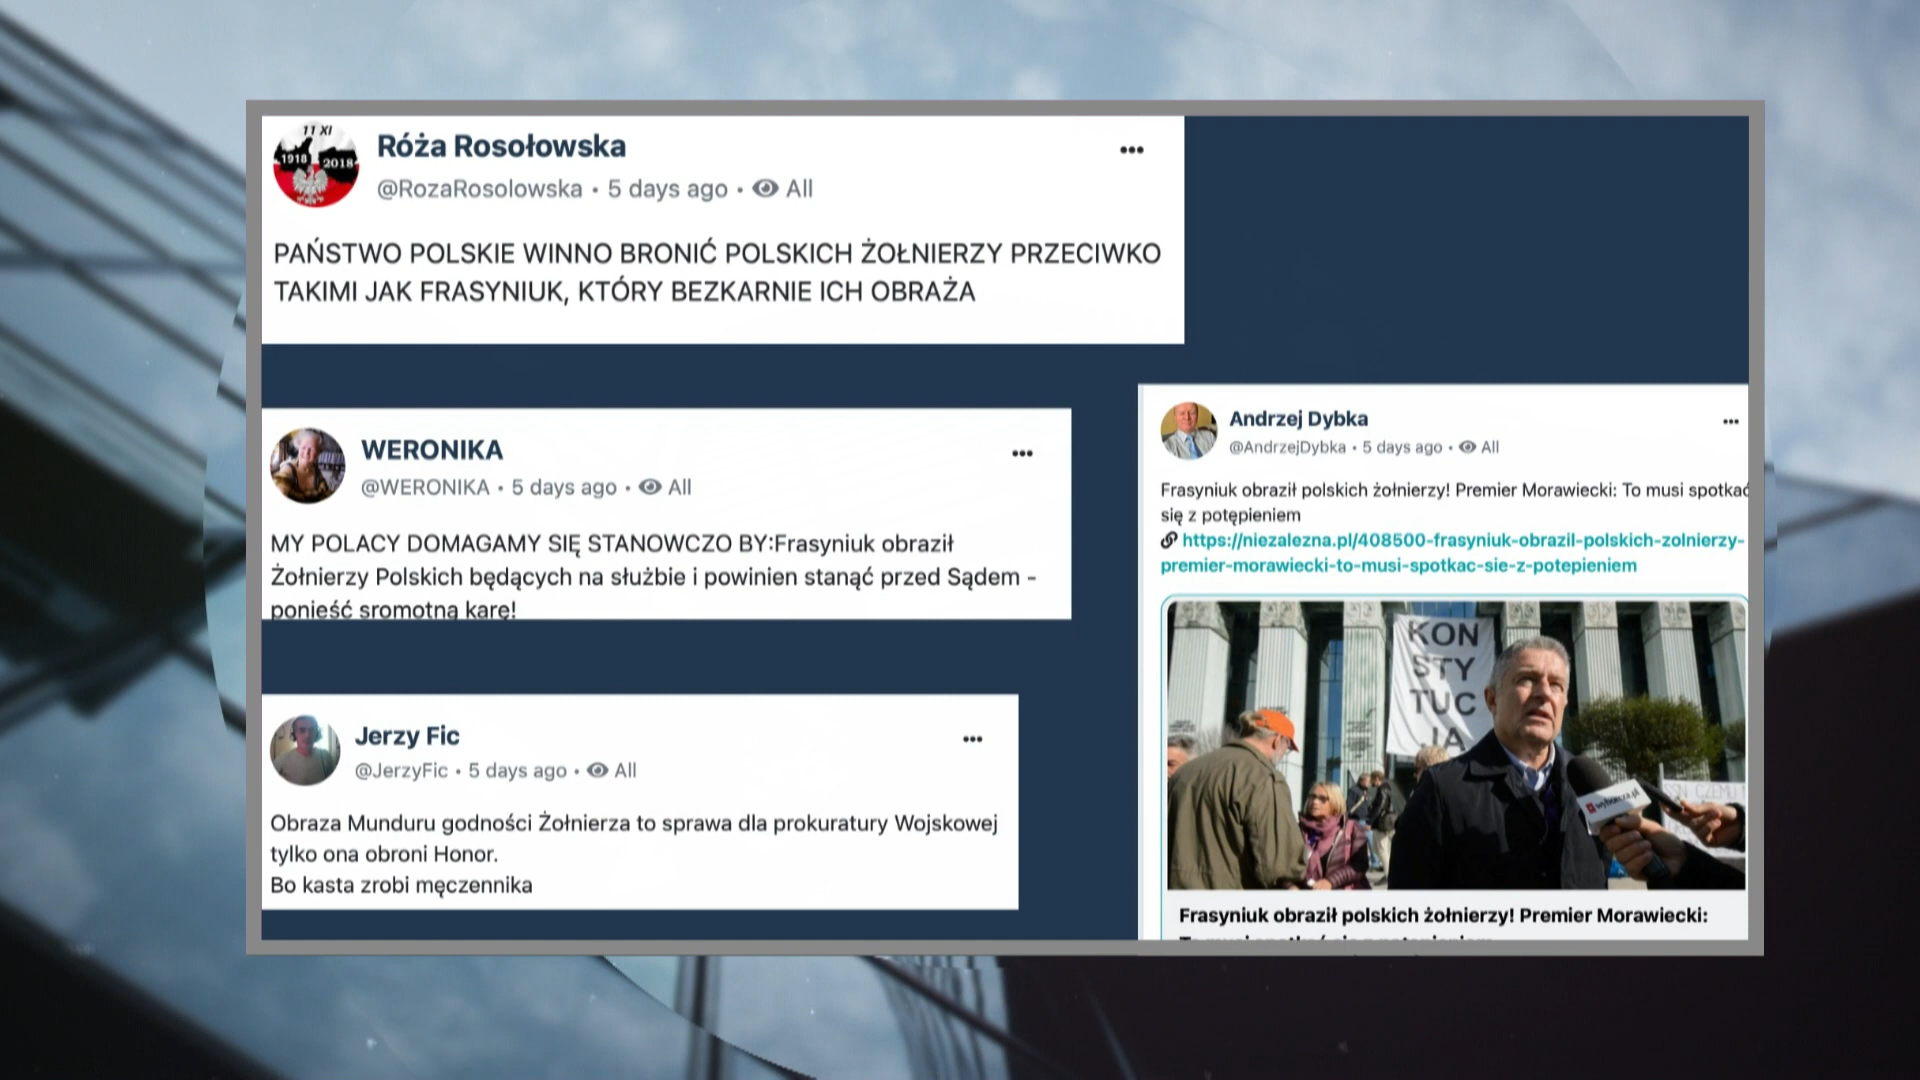 11 XI
1918 2018
Róża Rosołowska
@RozaRosolowska • 5 days ago • All
PAŃSTWO POLSKIE WINNO BRONIĆ POLSKICH ŻOŁNIERZY PRZECIWKO
TAKIMI JAK FRASYNIUK, KTÓRY BEZKARNIE ICH OBRAŻA
WERONIKA
@WERONIKA • 5 days ago • All
MY POLACY DOMAGAMY SIĘ STANOWCZO BY:Frasyniuk obraził
Żołnierzy Polskich będących na służbie i powinien stanąć przed Sądem -
ponieść sromotną karę!
Jerzy Fic
@JerzyFic • 5 days ago • All
Obraza Munduru godności Żołnierza to sprawa dla prokuratury Wojskowej
tylko ona obroni Honor.
Bo kasta zrobi męczennika
Andrzej Dybka
@AndrzejDybka • 5 days ago • All
Frasyniuk obraził polskich żołnierzy! Premier Morawiecki: To musi spotkać
się z potępieniem
https://niezalezna.pl/408500-frasyniuk-obrazil-polskich-zolnierzy-
premier-morawiecki-to-musi-spotkac-sie-z-potepieniem
KON
STY
TUC
JA
wyborcza.pl
Frasyniuk obraził polskich żołnierzy! Premier Morawiecki: